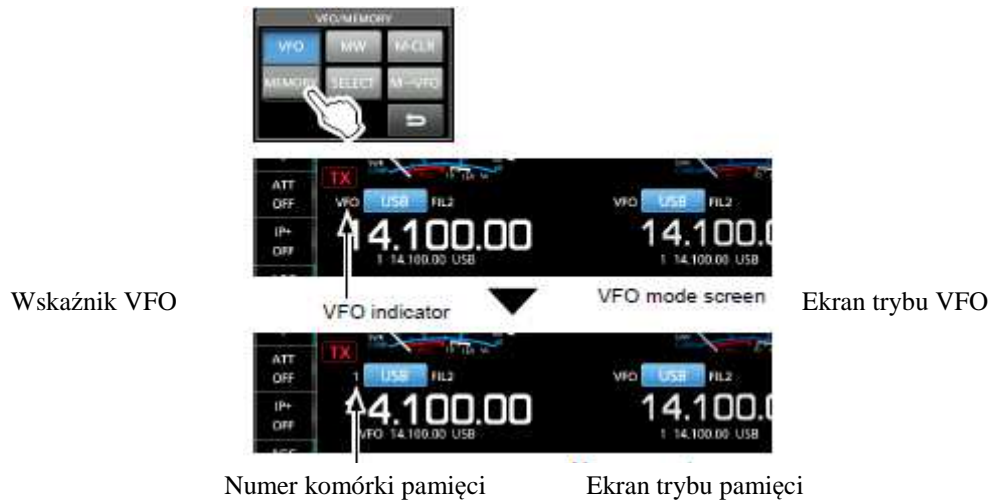 VFO/MEMORY
VFO MW M-CLR
MEMORY SELECT M→VFO
ATT TX
OFF VFO USB FIL2 VFO USB FIL2
IP+ 14.100.00 14.100.0
OFF 1 14.100.00 USB 1 14.100.00 USB
Wskaźnik VFO VFO indicator VFO mode screen Ekran trybu VFO
ATT TX
OFF 1 USB FIL2 VFO USB FIL2
IP+ 14.100.00 14.100.0
OFF VFO 14.100.00 USB 1 14.100.00 USB
Numer komórki pamięci Ekran trybu pamięci